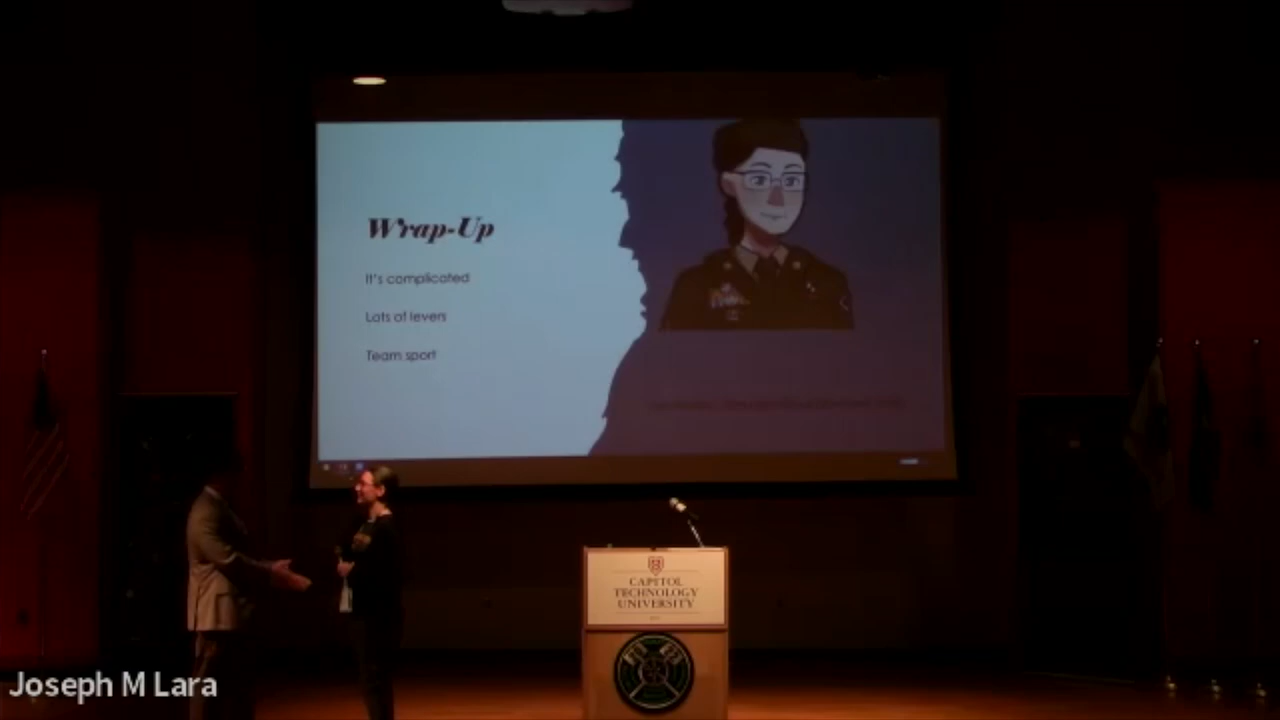 Wrap-Up
It's complicated
Lots of levers
Team sport
CAPITOL
TECHNOLOGY
UNIVERSITY
Joseph M Lara